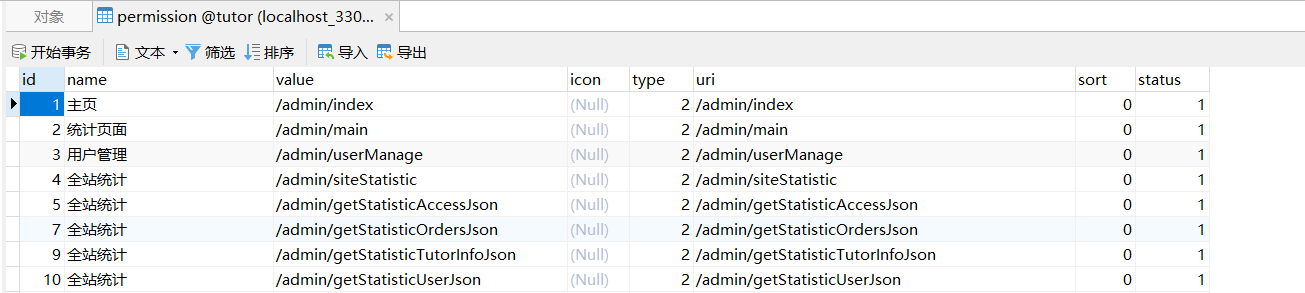 对象 permission @tutor (localhost_330...
开始事务 文本 筛选 排序 导入 导出
id name value icon type uri sort status
1 主页 /admin/index (Null) 2 /admin/index 0 1
2 统计页面 /admin/main (Null) 2 /admin/main 0 1
3 用户管理 /admin/userManage (Null) 2 /admin/userManage 0 1
4 全站统计 /admin/siteStatistic (Null) 2 /admin/siteStatistic 0 1
5 全站统计 /admin/getStatisticAccessJson (Null) 2 /admin/getStatisticAccessJson 0 1
7 全站统计 /admin/getStatisticOrdersJson (Null) 2 /admin/getStatisticOrdersJson 0 1
9 全站统计 /admin/getStatisticTutorInfoJson (Null) 2 /admin/getStatisticTutorInfoJson 0 1
10 全站统计 /admin/getStatisticUserJson (Null) 2 /admin/getStatisticUserJson 0 1